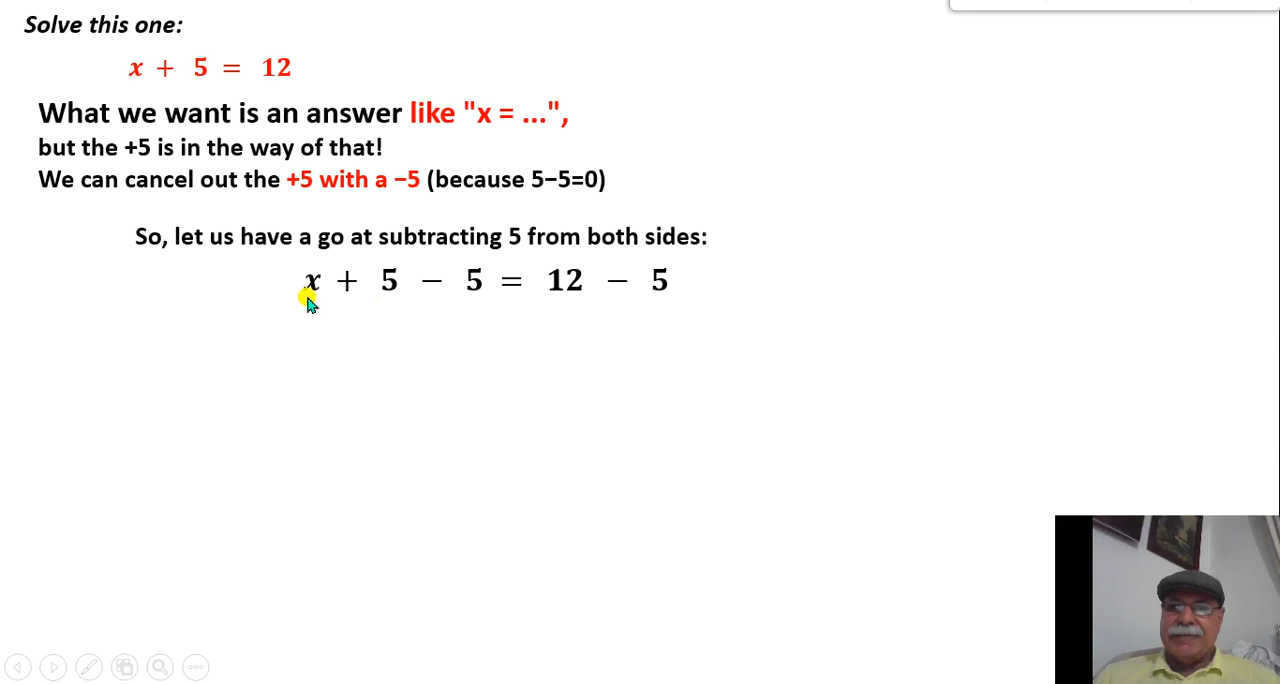 Solve this one:
x + 5 = 12
What we want is an answer like "x = ...",
but the +5 is in the way of that!
We can cancel out the +5 with a −5 (because 5−5=0)
So, let us have a go at subtracting 5 from both sides:
x + 5 − 5 = 12 − 5